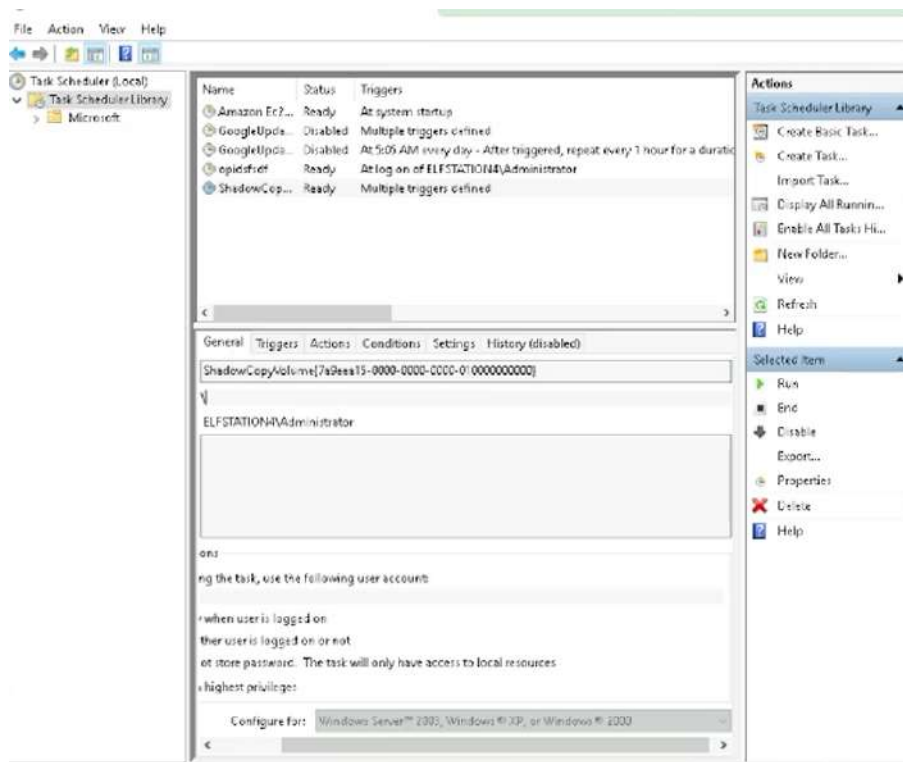 File Action View Help
Task Scheduler (Local)
Task Scheduler Library
Microsoft
Name Status Triggers
Amazon Ec2... Ready At system startup
GoogleUpda... Disabled Multiple triggers defined
GoogleUpda... Disabled At 5:05 AM every day - After triggered, repeat every 1 hour for a duratio
opidsfsdf Ready At log on of ELFSTATION4\Administrator
ShadowCop... Ready Multiple triggers defined
General Triggers Actions Conditions Settings History (disabled)
ShadowCopyVolume{7a9eea15-0000-0000-0000-010000000000}
\
ELFSTATION4\Administrator
ons
ng the task, use the following user account:
when user is logged on
ther user is logged on or not
ot store password. The task will only have access to local resources
highest privileges
Configure for: Windows Server™ 2003, Windows® XP, or Windows® 2000
Actions
Task Scheduler Library
Create Basic Task...
Create Task...
Import Task...
Display All Runnin...
Enable All Tasks Hi...
New Folder...
View
Refresh
Help
Selected Item
Run
End
Disable
Export...
Properties
Delete
Help